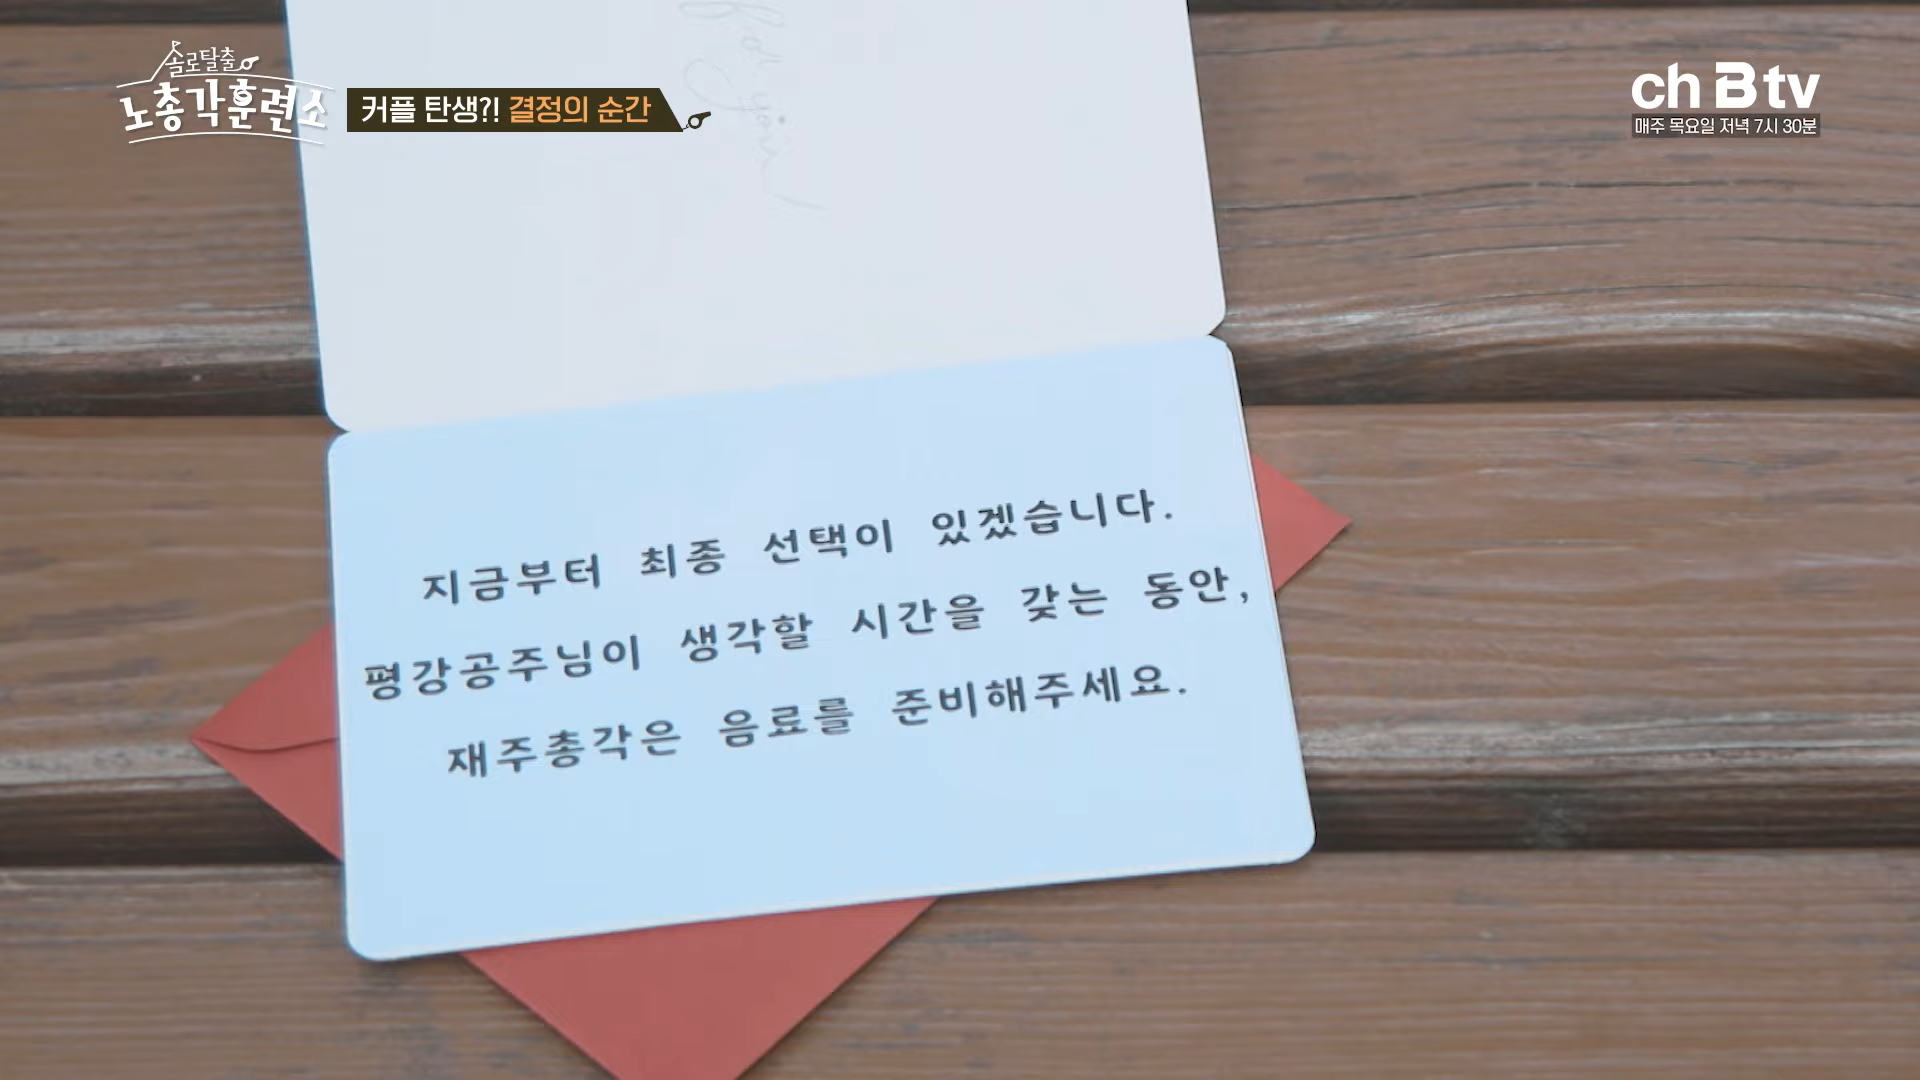 솔로탈출
노총각훈련소
커플 탄생?! 결정의 순간
ch B tv
매주 목요일 저녁 7시 30분
for you
지금부터 최종 선택이 있겠습니다.
평강공주님이 생각할 시간을 갖는 동안,
재주총각은 음료를 준비해주세요.